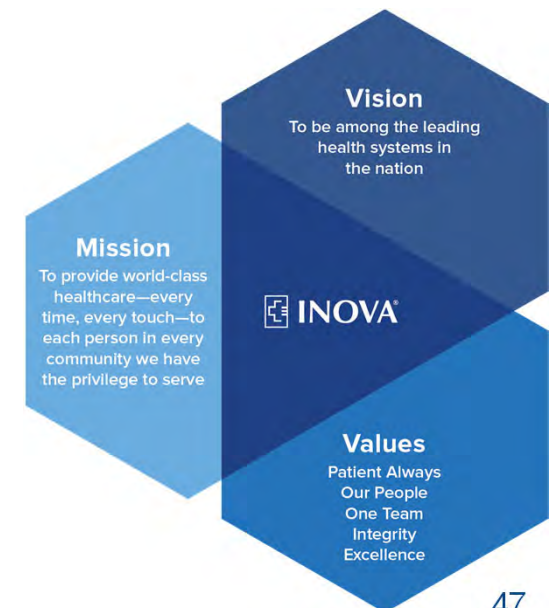 Vision
To be among the leading
health systems in
the nation
Mission
To provide world-class
healthcare—every
time, every touch—to
each person in every
community we have
the privilege to serve
INOVA®
Values
Patient Always
Our People
One Team
Integrity
Excellence
47